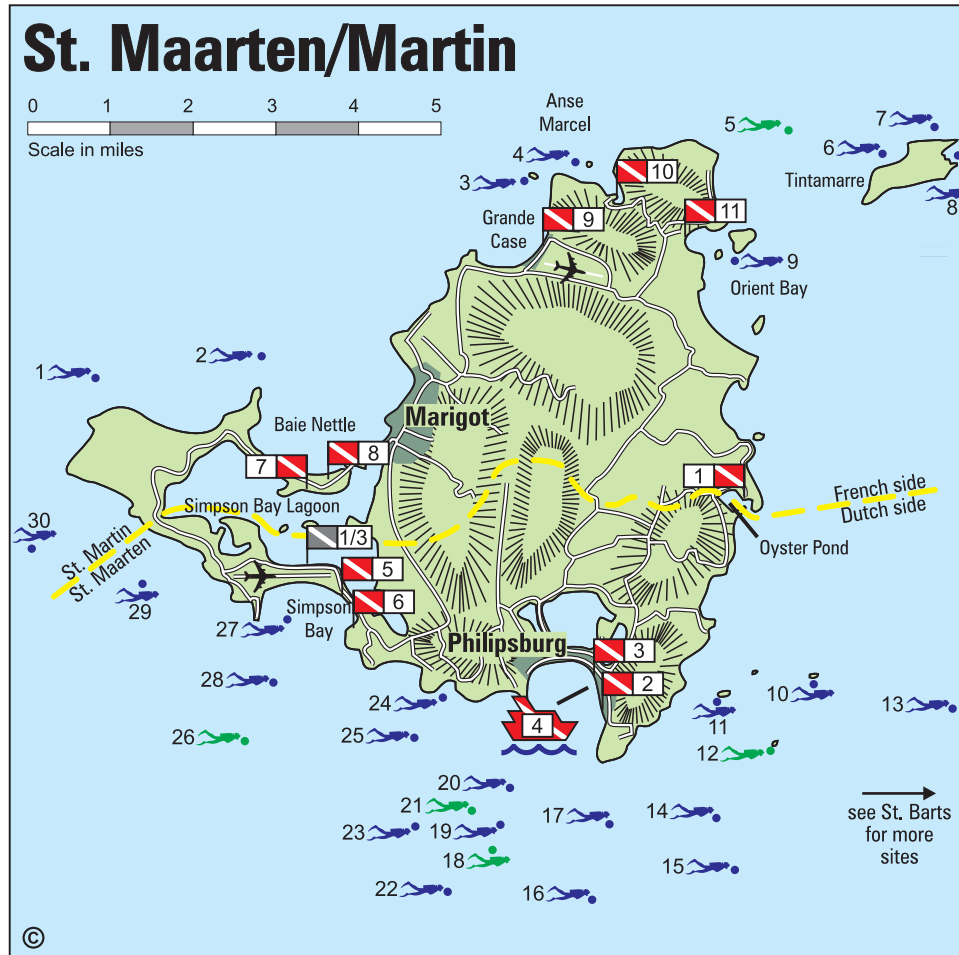 St. Maarten/Martin
0 1 2 3 4 5
Scale in miles
Anse
Marcel
5
7
4
6
3
10
Tintamarre
8
11
Grande
Case
9
9
Orient Bay
2
1
Marigot
Baie Nettle
8
7
1
French side
Dutch side
Simpson Bay Lagoon
30
1/3
St. Martin
St. Maarten
Oyster Pond
5
29
6
Simpson
Bay
27
Philipsburg
3
28
2
10
24
13
11
4
26
25
12
20
21
17
14
see St. Barts
for more
sites
23
19
18
15
22
16
©